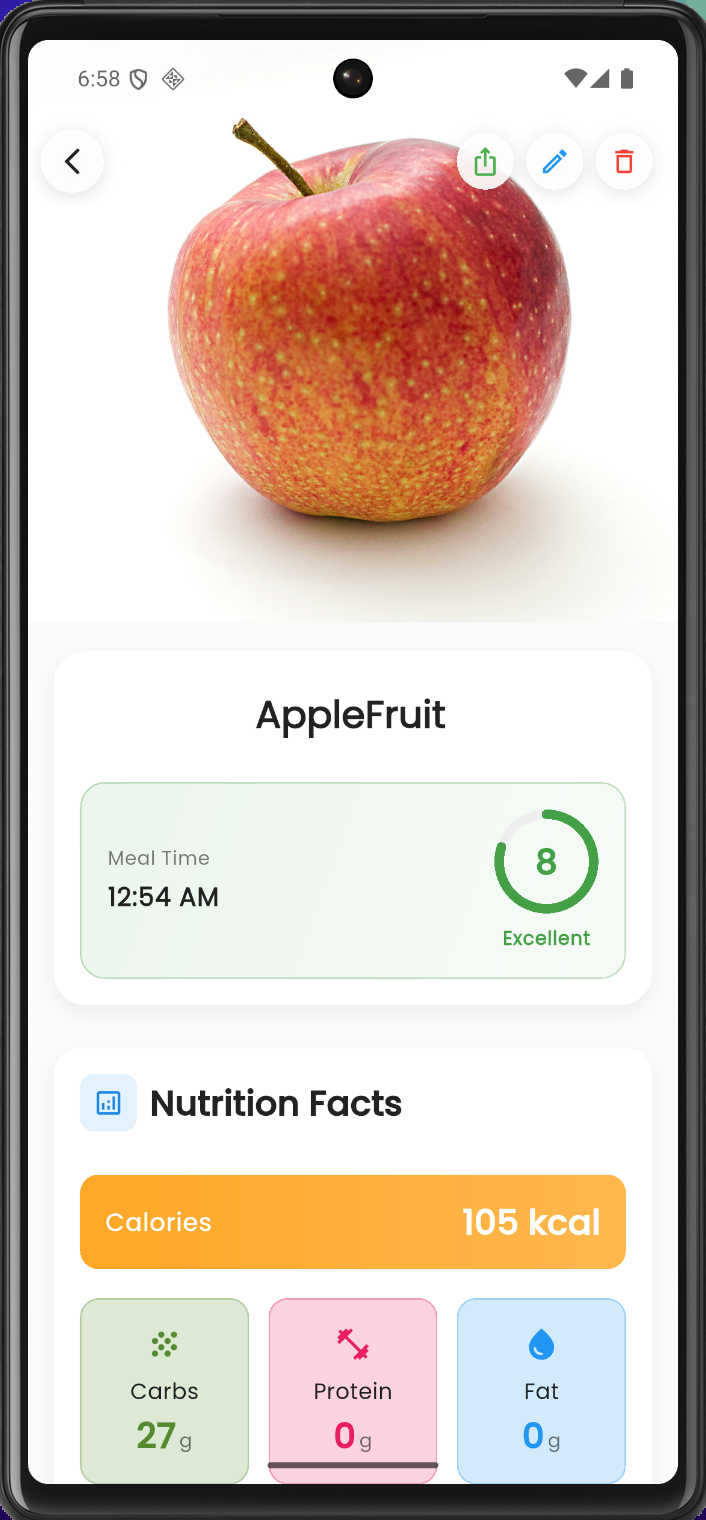 6:58
AppleFruit
Meal Time
12:54 AM
8
Excellent
Nutrition Facts
Calories 105 kcal
Carbs Protein Fat
27 g 0 g 0 g